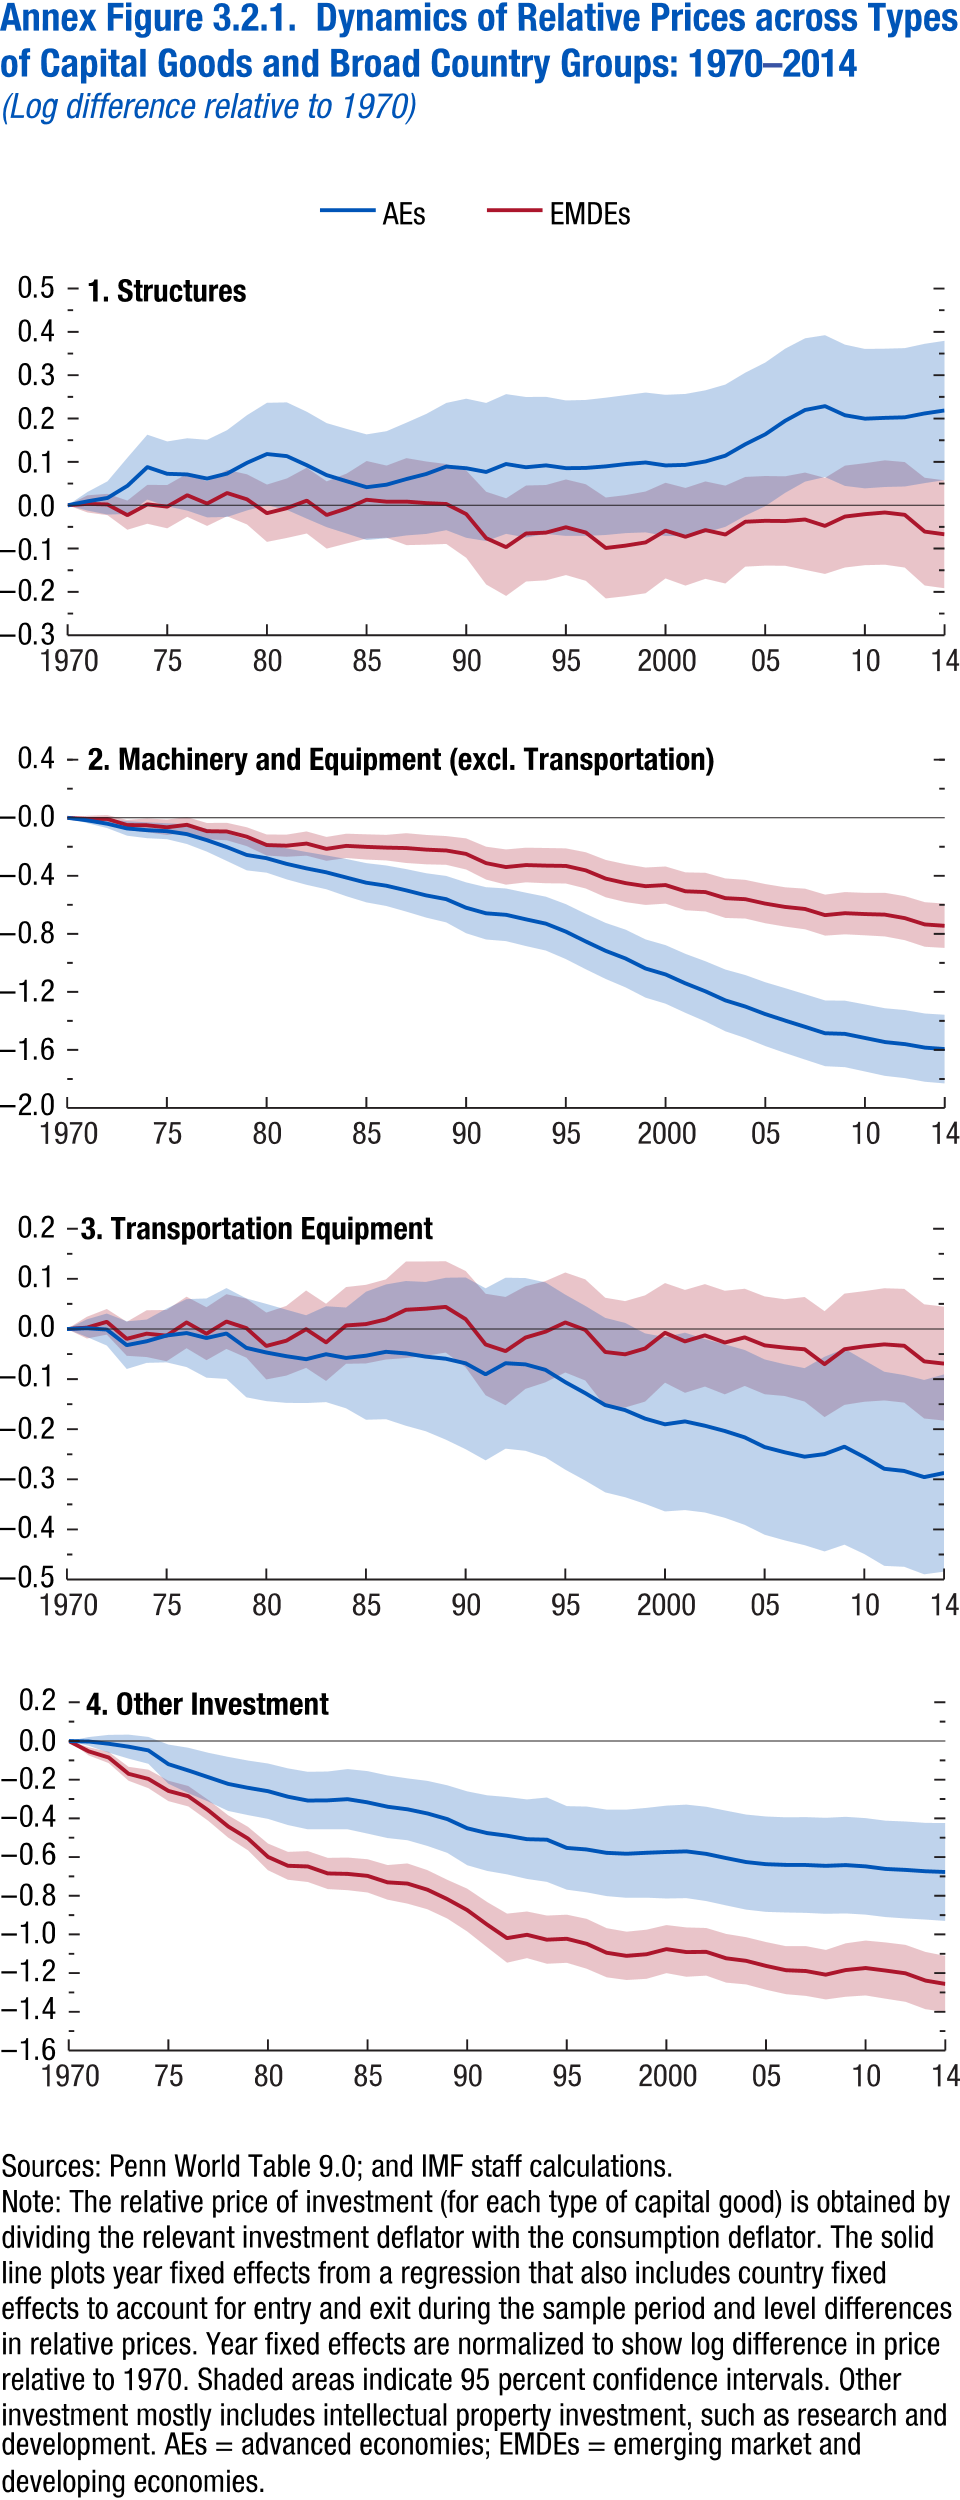 Annex Figure 3.2.1. Dynamics of Relative Prices across Types
of Capital Goods and Broad Country Groups: 1970–2014
(Log difference relative to 1970)
AEs EMDEs
1. Structures
0.5
0.4
0.3
0.2
0.1
0.0
–0.1
–0.2
–0.3
1970 75 80 85 90 95 2000 05 10 14
2. Machinery and Equipment (excl. Transportation)
0.4
–0.0
–0.4
–0.8
–1.2
–1.6
–2.0
1970 75 80 85 90 95 2000 05 10 14
3. Transportation Equipment
0.2
0.1
0.0
–0.1
–0.2
–0.3
–0.4
–0.5
1970 75 80 85 90 95 2000 05 10 14
4. Other Investment
0.2
0.0
–0.2
–0.4
–0.6
–0.8
–1.0
–1.2
–1.4
–1.6
1970 75 80 85 90 95 2000 05 10 14
Sources: Penn World Table 9.0; and IMF staff calculations.
Note: The relative price of investment (for each type of capital good) is obtained by
dividing the relevant investment deflator with the consumption deflator. The solid
line plots year fixed effects from a regression that also includes country fixed
effects to account for entry and exit during the sample period and level differences
in relative prices. Year fixed effects are normalized to show log difference in price
relative to 1970. Shaded areas indicate 95 percent confidence intervals. Other
investment mostly includes intellectual property investment, such as research and
development. AEs = advanced economies; EMDEs = emerging market and
developing economies.